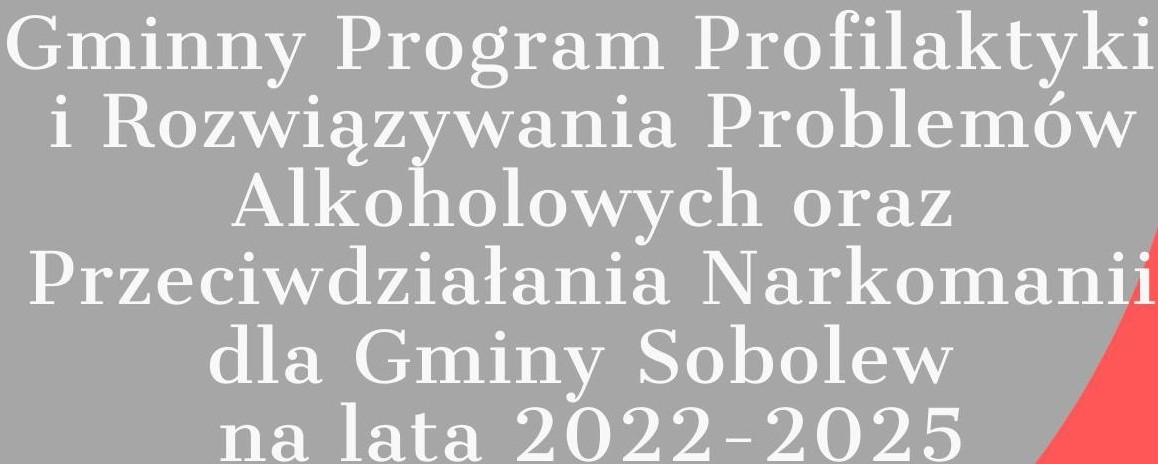 Gminny Program Profilaktyki
i Rozwiązywania Problemów
Alkoholowych oraz
Przeciwdziałania Narkomanii
dla Gminy Sobolew
na lata 2022-2025